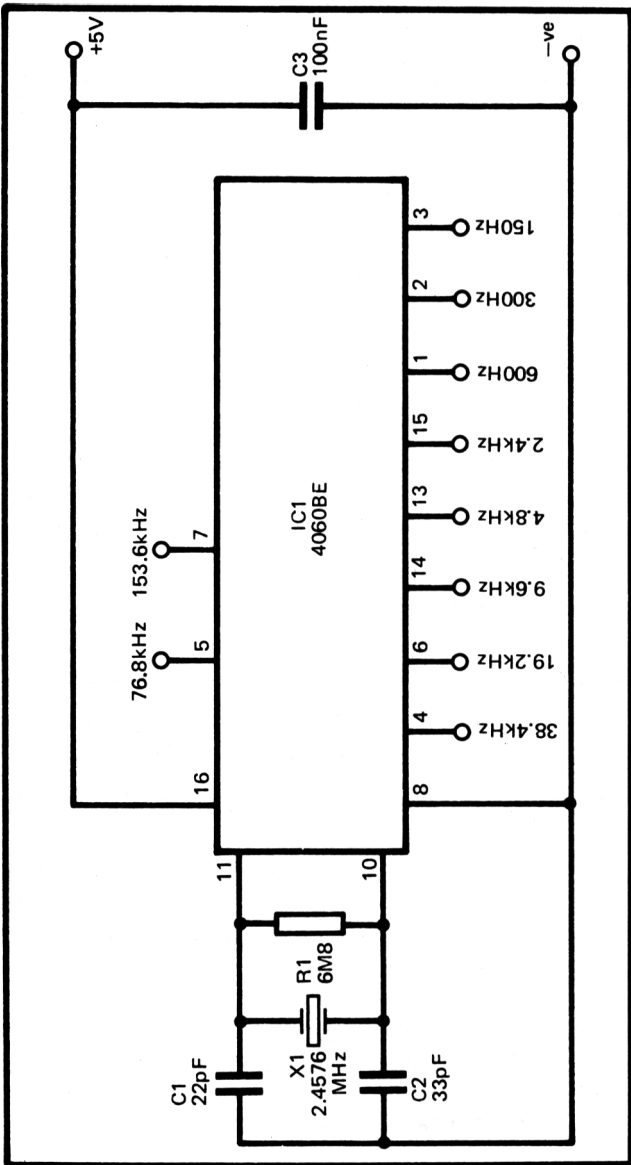 +5V
−ve
C3
100nF
3
150Hz
2
300Hz
1
600Hz
15
2.4kHz
IC1
4060BE
13
4.8kHz
153.6kHz
7
14
9.6kHz
76.8kHz
5
6
19.2kHz
4
38.4kHz
16
8
11
10
R1
6M8
X1
2.4576
MHz
C1
22pF
C2
33pF